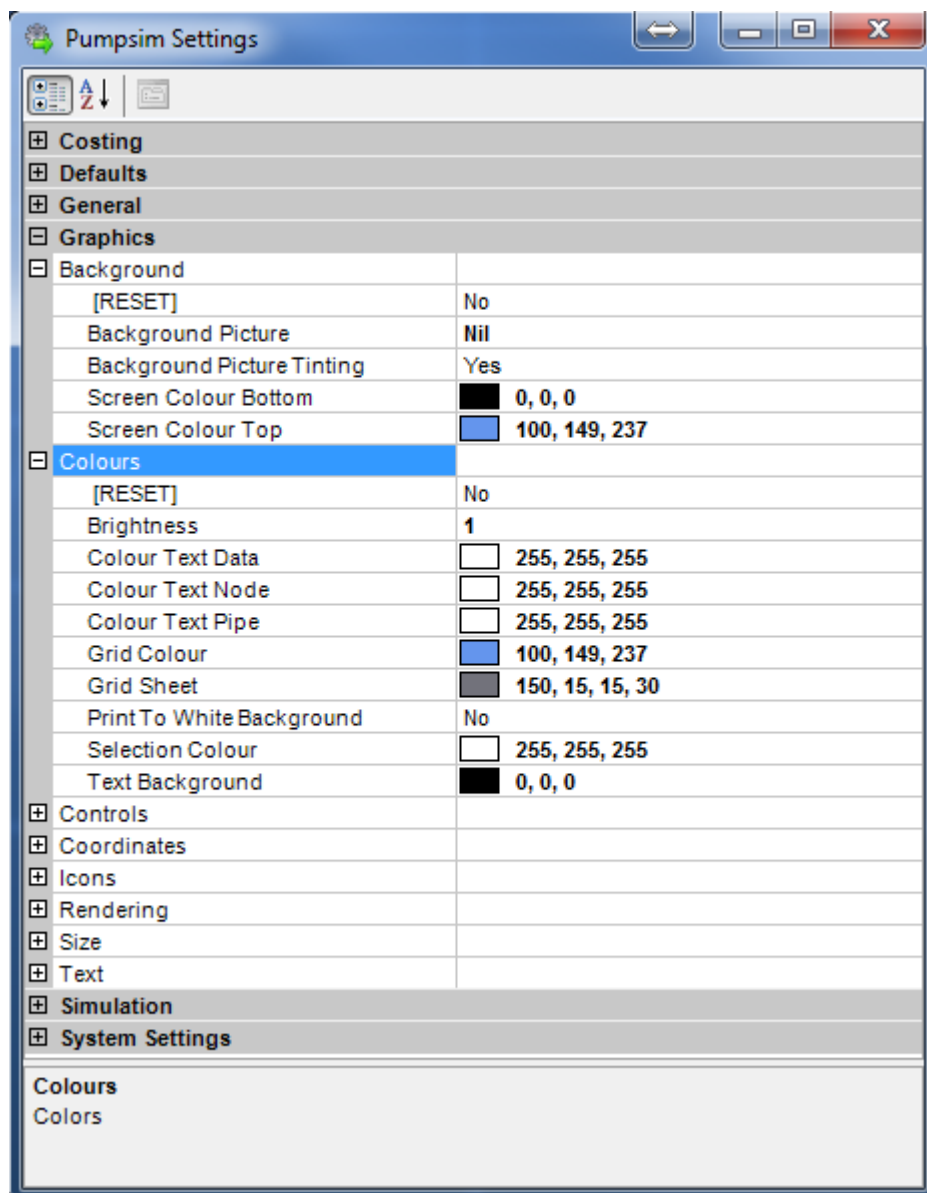 Pumpsim Settings
Costing
Defaults
General
Graphics
Background
[RESET] No
Background Picture Nil
Background Picture Tinting Yes
Screen Colour Bottom 0, 0, 0
Screen Colour Top 100, 149, 237
Colours
[RESET] No
Brightness 1
Colour Text Data 255, 255, 255
Colour Text Node 255, 255, 255
Colour Text Pipe 255, 255, 255
Grid Colour 100, 149, 237
Grid Sheet 150, 15, 15, 30
Print To White Background No
Selection Colour 255, 255, 255
Text Background 0, 0, 0
Controls
Coordinates
Icons
Rendering
Size
Text
Simulation
System Settings
Colours
Colors